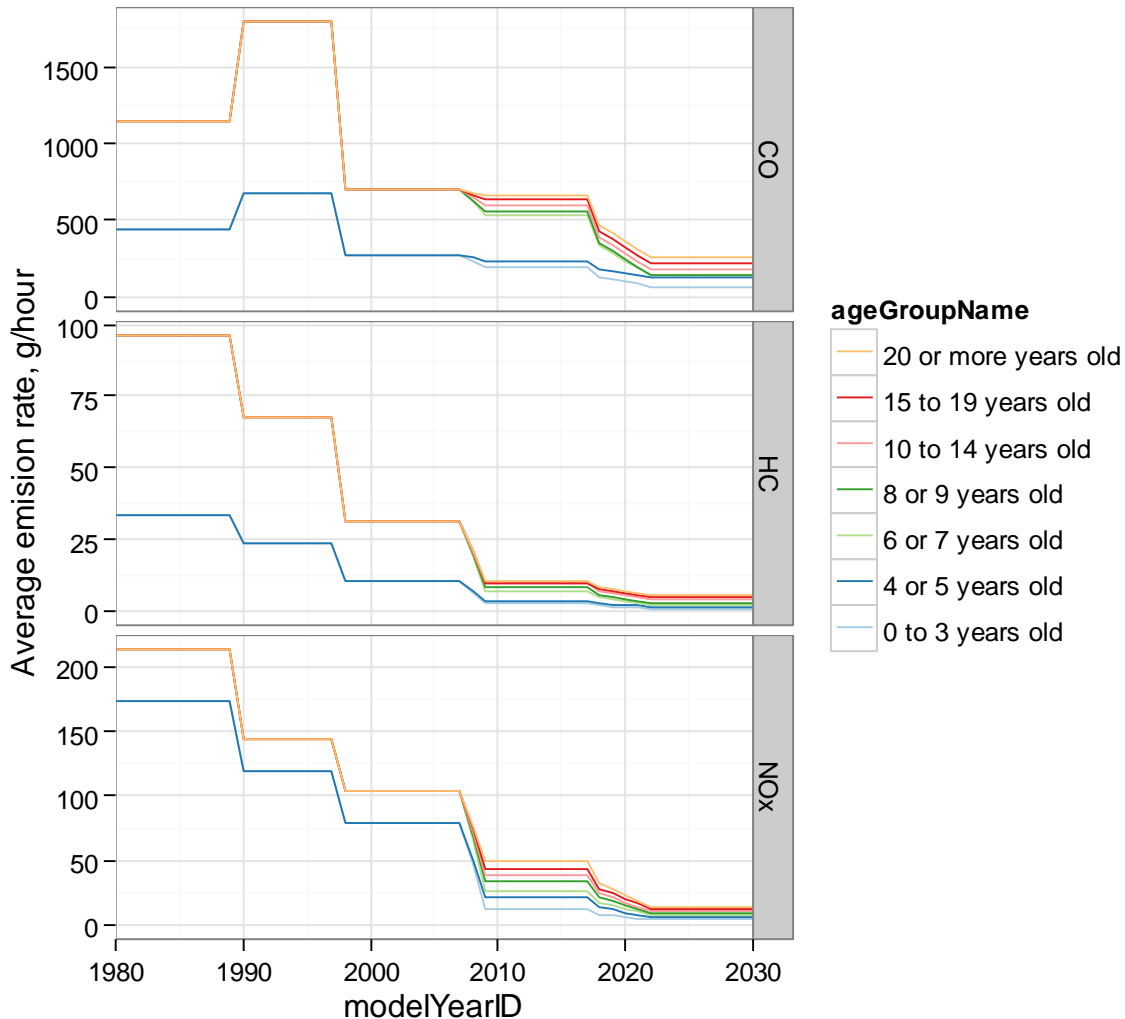 Average emision rate, g/hour
1500
1000
500
0
CO
100
75
50
25
0
HC
200
150
100
50
0
NOx
1980
1990
2000
2010
2020
2030
modelYearID
ageGroupName
20 or more years old
15 to 19 years old
10 to 14 years old
8 or 9 years old
6 or 7 years old
4 or 5 years old
0 to 3 years old